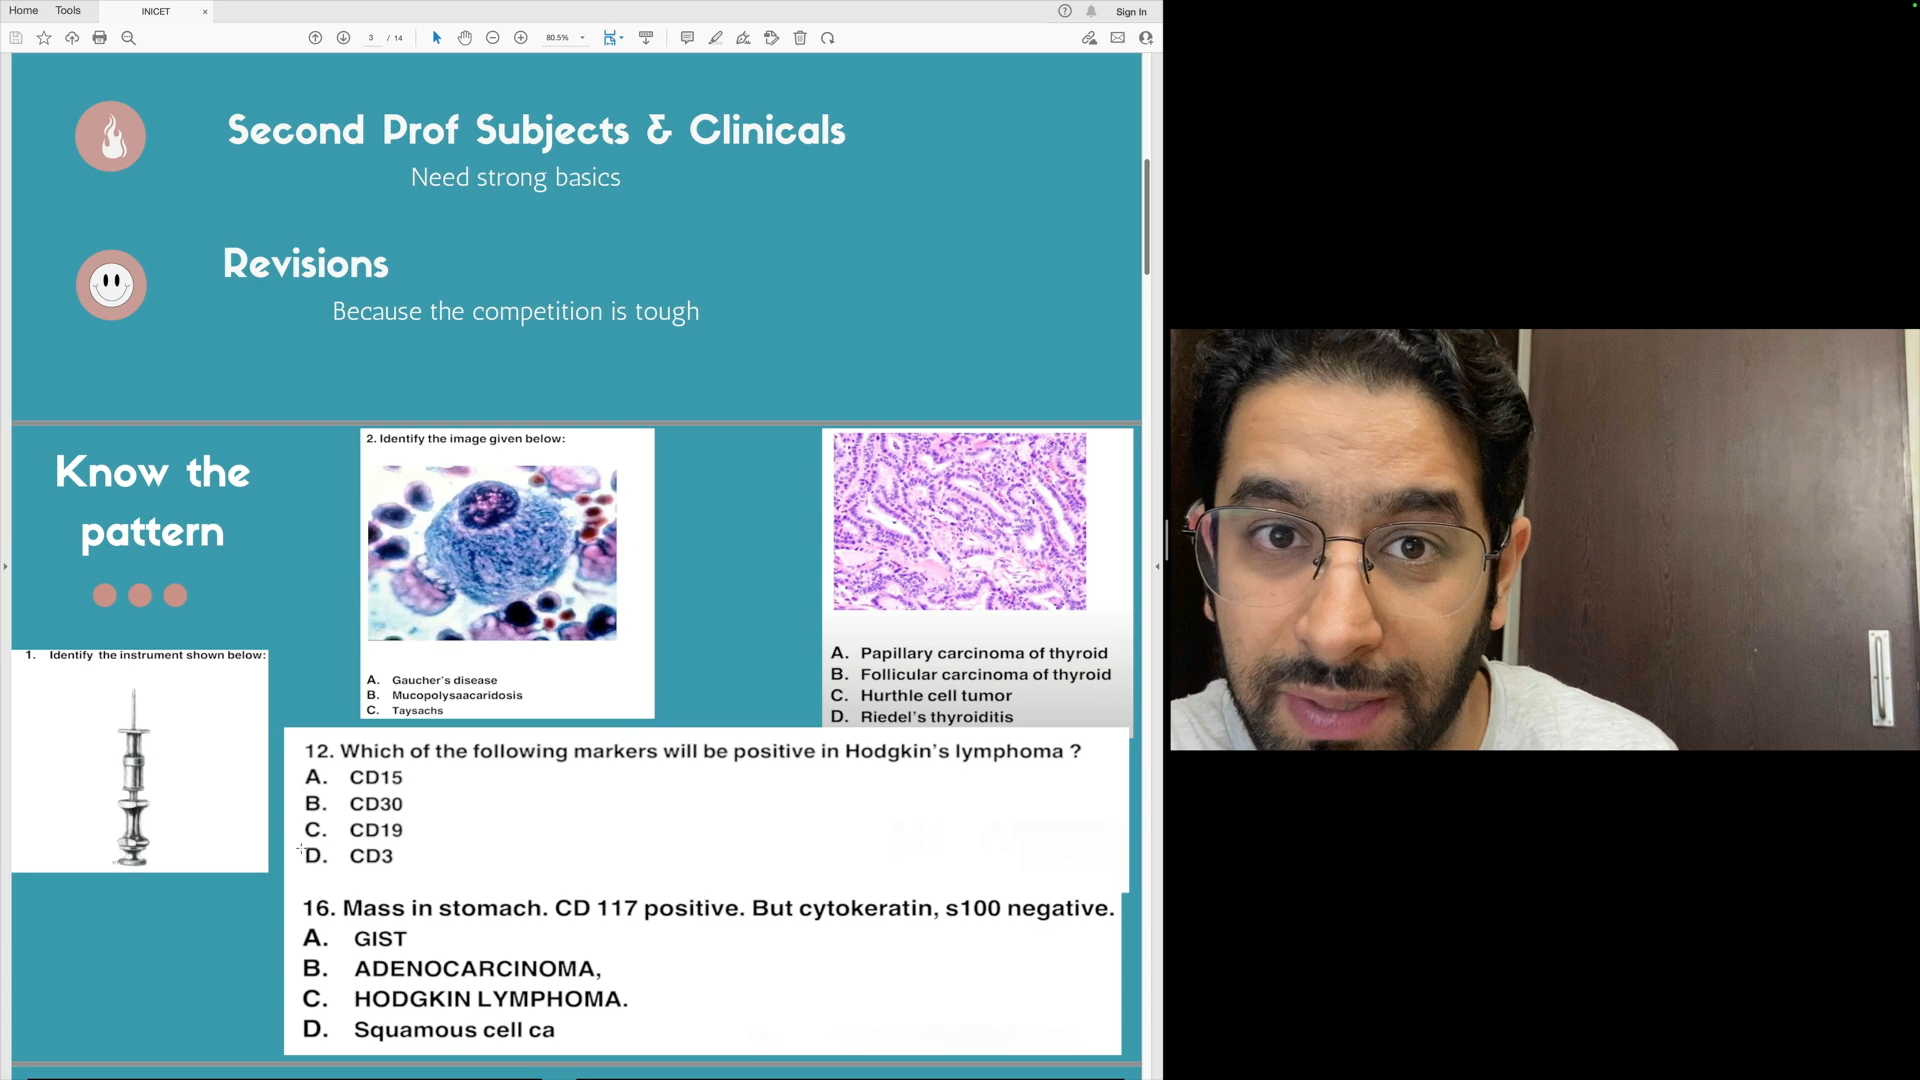 Home Tools INICET × Sign In
3 / 14 80.5%
Second Prof Subjects & Clinicals
Need strong basics
Revisions
Because the competition is tough
Know the
pattern
1. Identify the instrument shown below:
2. Identify the image given below:
A. Gaucher's disease
B. Mucopolysaacaridosis
C. Taysachs
A. Papillary carcinoma of thyroid
B. Follicular carcinoma of thyroid
C. Hurthle cell tumor
D. Riedel's thyroiditis
12. Which of the following markers will be positive in Hodgkin's lymphoma ?
A. CD15
B. CD30
C. CD19
D. CD3
16. Mass in stomach. CD 117 positive. But cytokeratin, s100 negative.
A. GIST
B. ADENOCARCINOMA,
C. HODGKIN LYMPHOMA.
D. Squamous cell ca